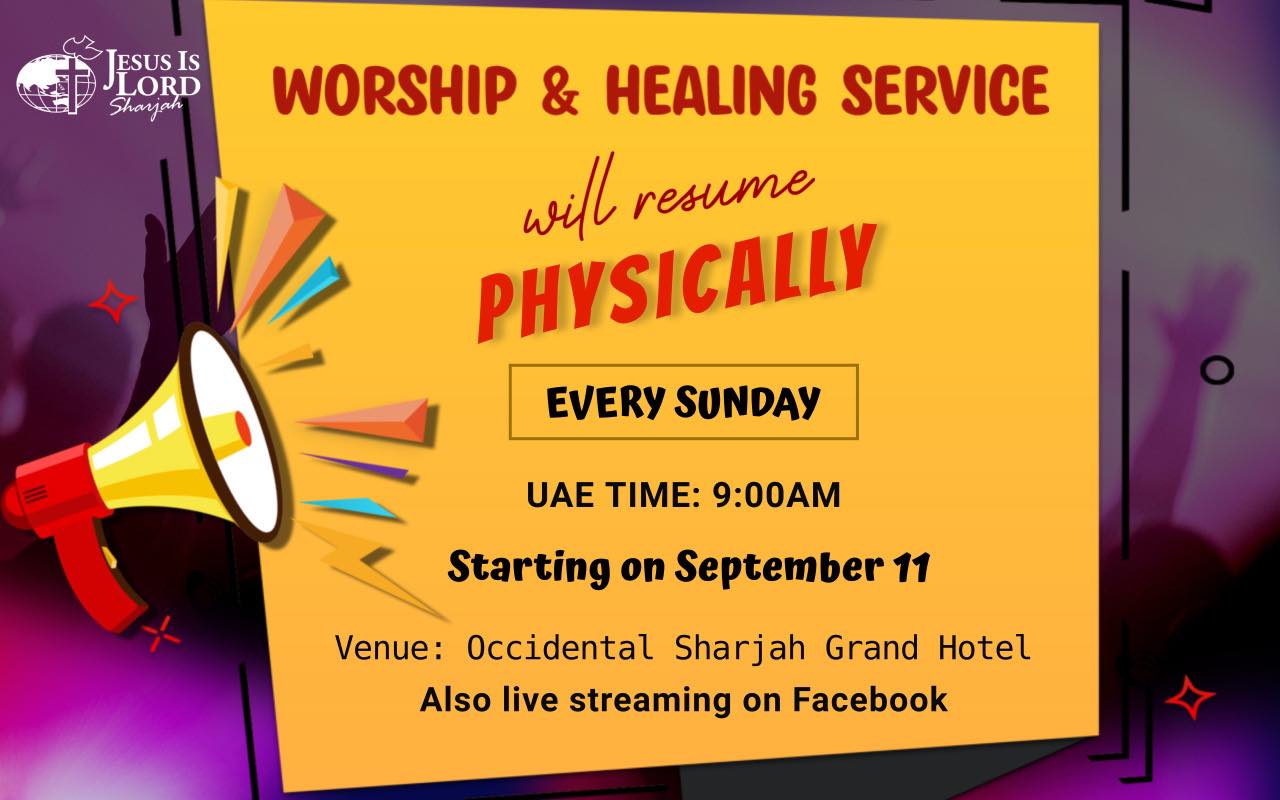 JESUS IS
LORD
Sharjah
WORSHIP & HEALING SERVICE
will resume
PHYSICALLY
EVERY SUNDAY
UAE TIME: 9:00AM
Starting on September 11
Venue: Occidental Sharjah Grand Hotel
Also live streaming on Facebook